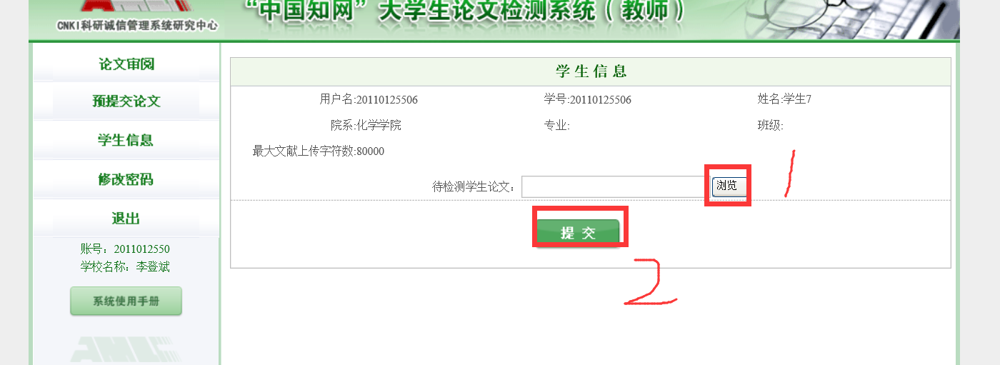 “中国知网”大学生论文检测系统（教师）
CNKI科研诚信管理系统研究中心
论文审阅
预提交论文
学生信息
修改密码
退出
账号：2011012550
学校名称：李登斌
系统使用手册
AMLC
学生信息
用户名:20110125506 学号:20110125506 姓名:学生7
院系:化学学院 专业: 班级:
最大文献上传字符数:80000
待检测学生论文： 浏览
1
提 交
2